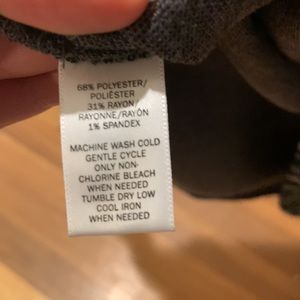 68% POLYESTER/
POLIÉSTER
31% RAYON/
RAYONNE/RAYÓN
1% SPANDEX
MACHINE WASH COLD
GENTLE CYCLE
ONLY NON-
CHLORINE BLEACH
WHEN NEEDED
TUMBLE DRY LOW
COOL IRON
WHEN NEEDED